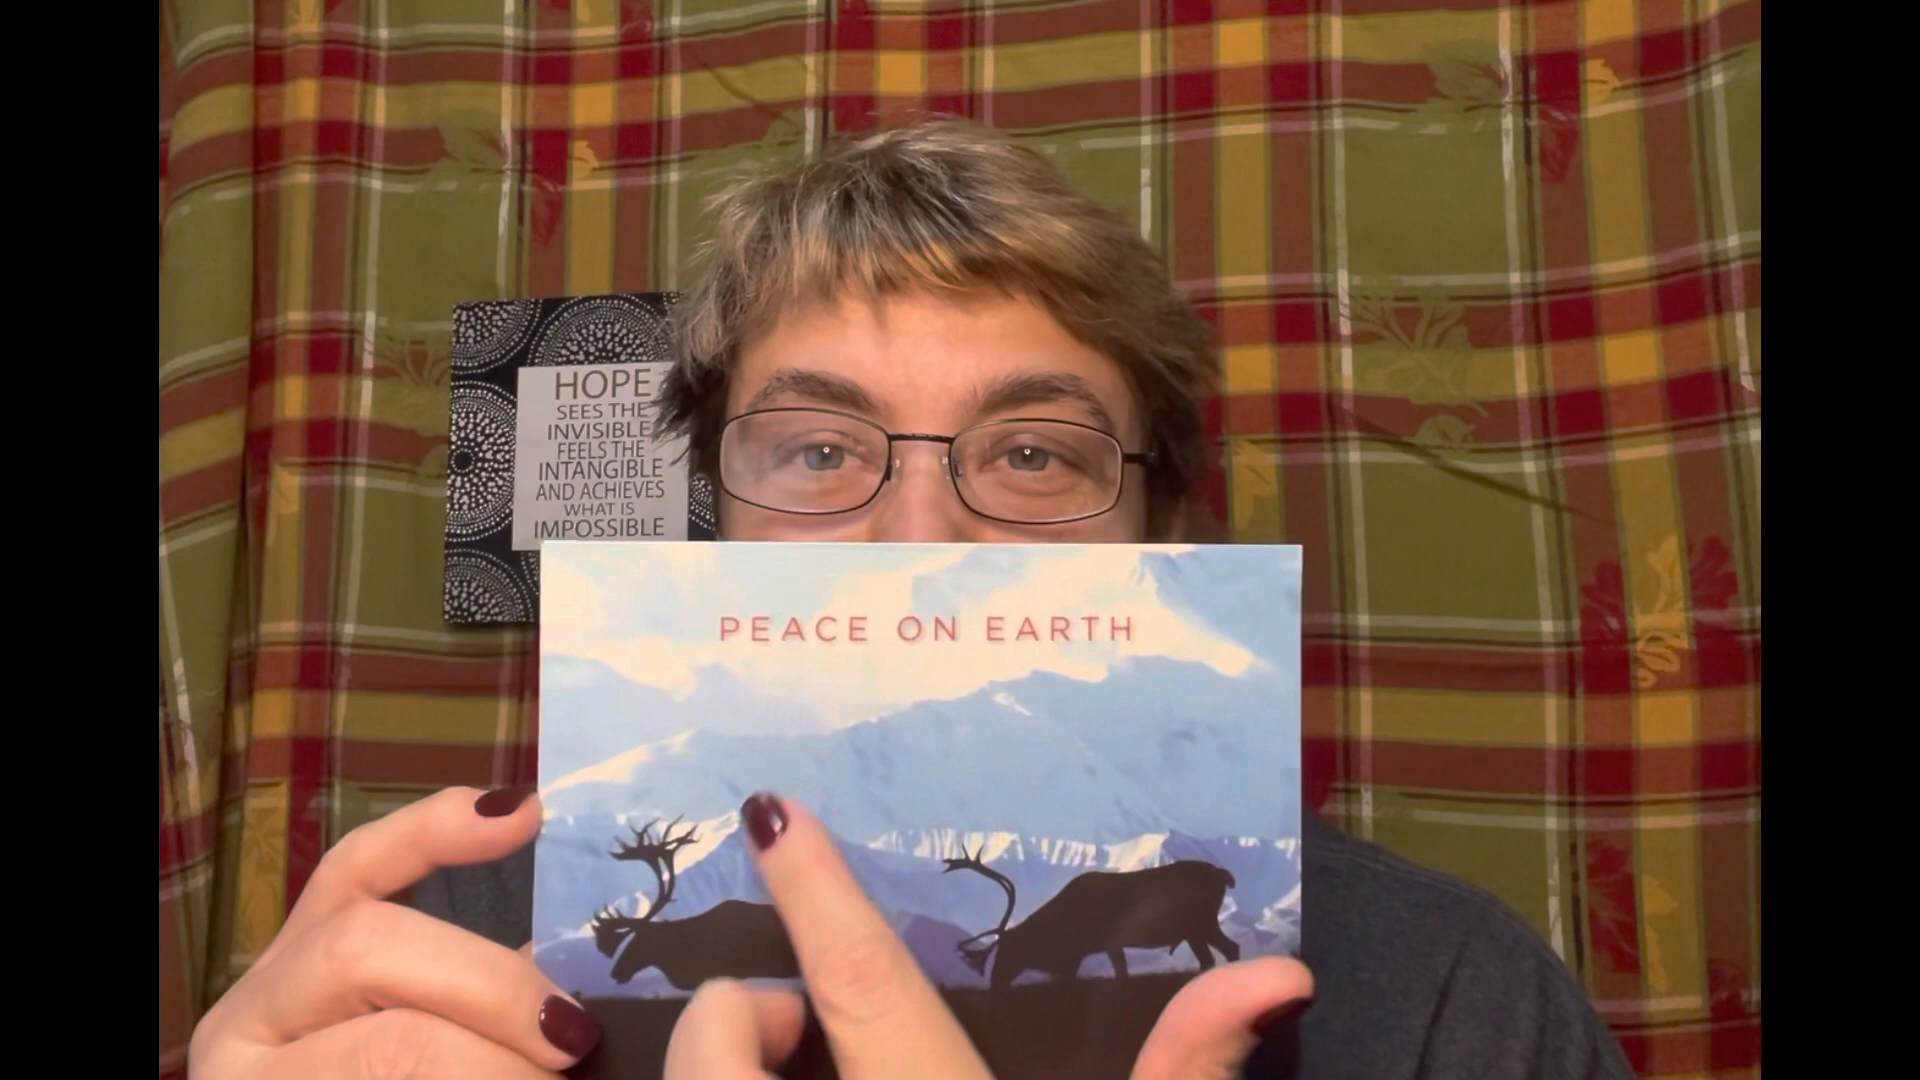 HOPE
SEES THE
INVISIBLE
FEELS THE
INTANGIBLE
AND ACHIEVES
WHAT IS
IMPOSSIBLE
PEACE ON EARTH